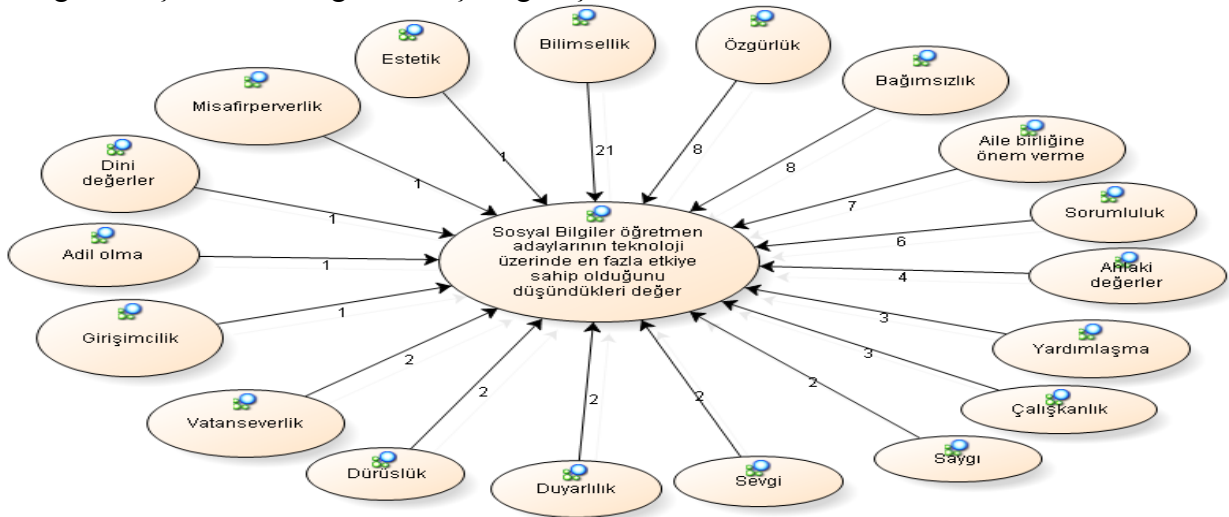 Bilimsellik
Özgürlük
Bağımsızlık
Aile birliğine
önem verme
Sorumluluk
Ahlaki
değerler
Yardımlaşma
Çalışkanlık
Saygı
Sevgi
Duyarlılık
Dürüslük
Vatanseverlik
Girişimcilik
Adil olma
Dini
değerler
Misafirperverlik
Estetik
21
8
8
7
6
4
3
3
2
2
2
2
2
1
1
1
1
1
Sosyal Bilgiler öğretmen
adaylarının teknoloji
üzerinde en fazla etkiye
sahip olduğunu
düşündükleri değer